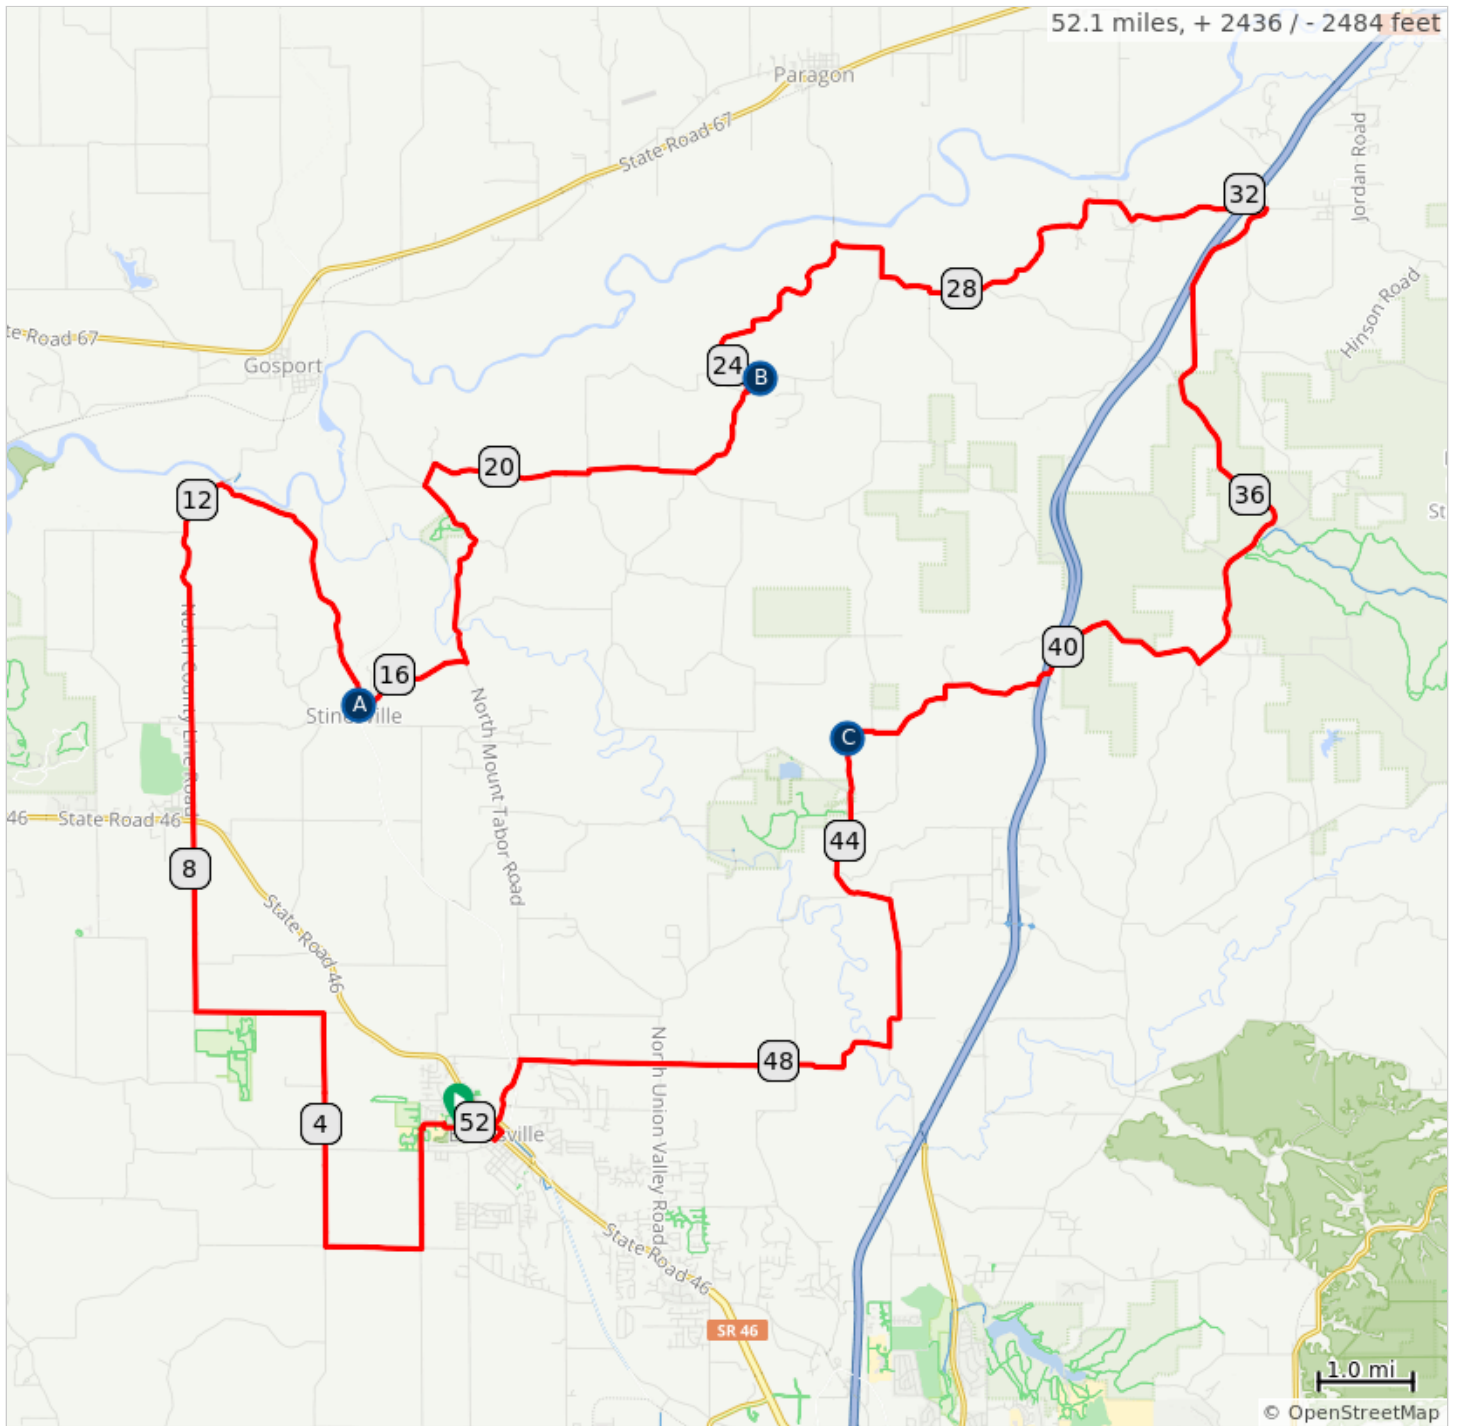 52.1 miles, + 2436 / - 2484 feet
Paragon
State Road 67
Jordan Road
32
28
Hinson Road
te Road 67
Gosport
24
B
20
12
36
St
North County Line Road
40
16
A
C
North Mount Tabor Road
46
State Road 46
44
8
State Road 46
North Union Valley Road
48
4
52
sville
State Road 46
SR 46
1.0 mi
© OpenStreetMap